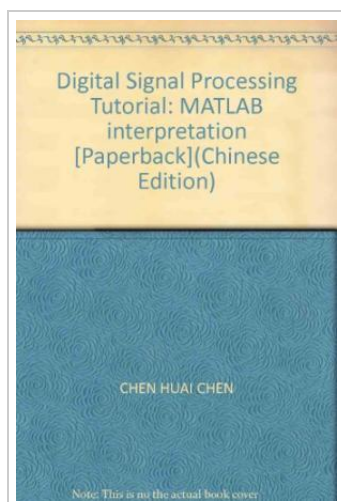 Digital Signal Processing
Tutorial: MATLAB
interpretation
[Paperback](Chinese
Edition)
CHEN HUAI CHEN
Note: This is no the actual book cover